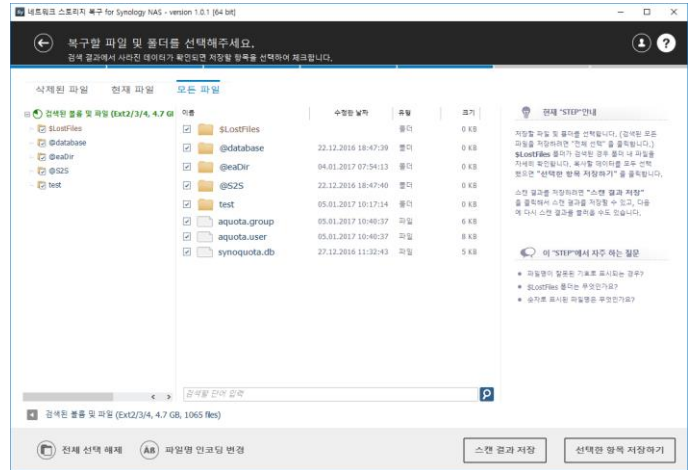 네트워크 스토리지 복구 for Synology NAS - version 1.0.1 (64 bit)
복구할 파일 및 폴더를 선택해주세요.
검색 결과에서 사라진 데이터가 확인되면 저장할 항목을 선택하여 체크합니다.
삭제된 파일 현재 파일 모든 파일
검색된 볼륨 및 파일 (Ext2/3/4, 4.7 GB
$LostFiles
@database
@eaDir
@S2S
test
이름 수정한 날짜 유형 크기
$LostFiles 폴더 0 KB
@database 22.12.2016 18:47:39 폴더 0 KB
@eaDir 04.01.2017 07:54:13 폴더 0 KB
@S2S 22.12.2016 18:47:40 폴더 0 KB
test 05.01.2017 10:17:14 폴더 0 KB
aquota.group 05.01.2017 10:40:37 파일 6 KB
aquota.user 05.01.2017 10:40:37 파일 8 KB
synoquota.db 27.12.2016 11:32:43 파일 5 KB
검색할 단어 입력
현재 "STEP"안내
저장할 파일 및 폴더를 선택합니다. (검색된 모든
파일을 저장하려면 "전체 선택" 을 클릭합니다.)
$LostFiles 폴더가 검색된 경우 폴더 내 파일을
자세히 확인합니다. 복사할 데이터를 모두 선택
했으면 "선택한 항목 저장하기" 를 클릭합니다.
스캔 결과를 저장하려면 "스캔 결과 저장"
을 클릭해서 스캔 결과를 저장할 수 있고, 다음
에 다시 스캔 결과를 불러올 수도 있습니다.
이 "STEP"에서 자주 하는 질문
파일명이 잘못된 기호로 표시되는 경우?
$LostFiles 폴더는 무엇인가요?
숫자로 표시된 파일명은 무엇인가요?
검색된 볼륨 및 파일 (Ext2/3/4, 4.7 GB, 1065 files)
전체 선택 해제 AB 파일명 인코딩 변경 스캔 결과 저장 선택한 항목 저장하기